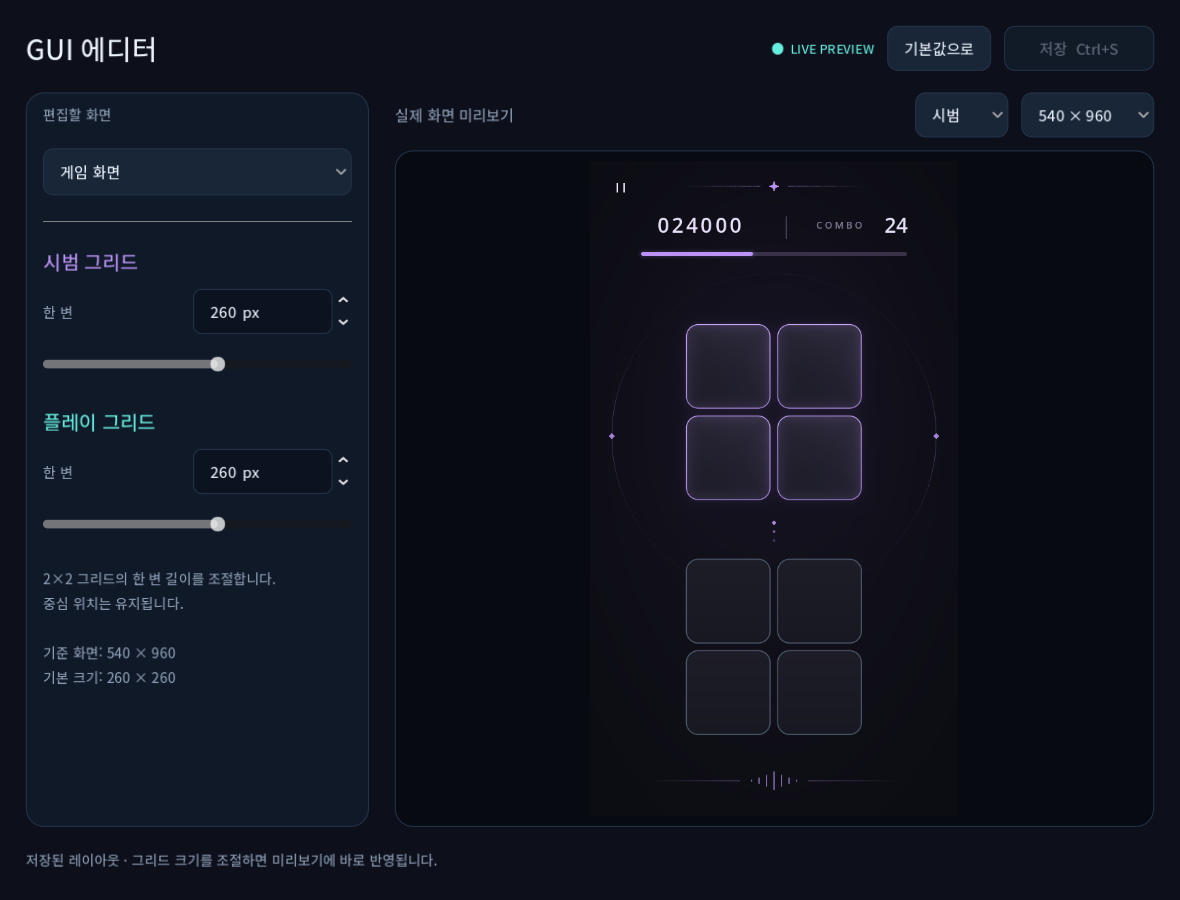 GUI 에디터
LIVE PREVIEW
기본값으로
저장 Ctrl+S
편집할 화면
게임 화면
시범 그리드
한 변
260 px
플레이 그리드
한 변
260 px
2×2 그리드의 한 변 길이를 조절합니다.
중심 위치는 유지됩니다.
기준 화면: 540 × 960
기본 크기: 260 × 260
실제 화면 미리보기
시범
540 × 960
024000
COMBO 24
저장된 레이아웃 · 그리드 크기를 조절하면 미리보기에 바로 반영됩니다.